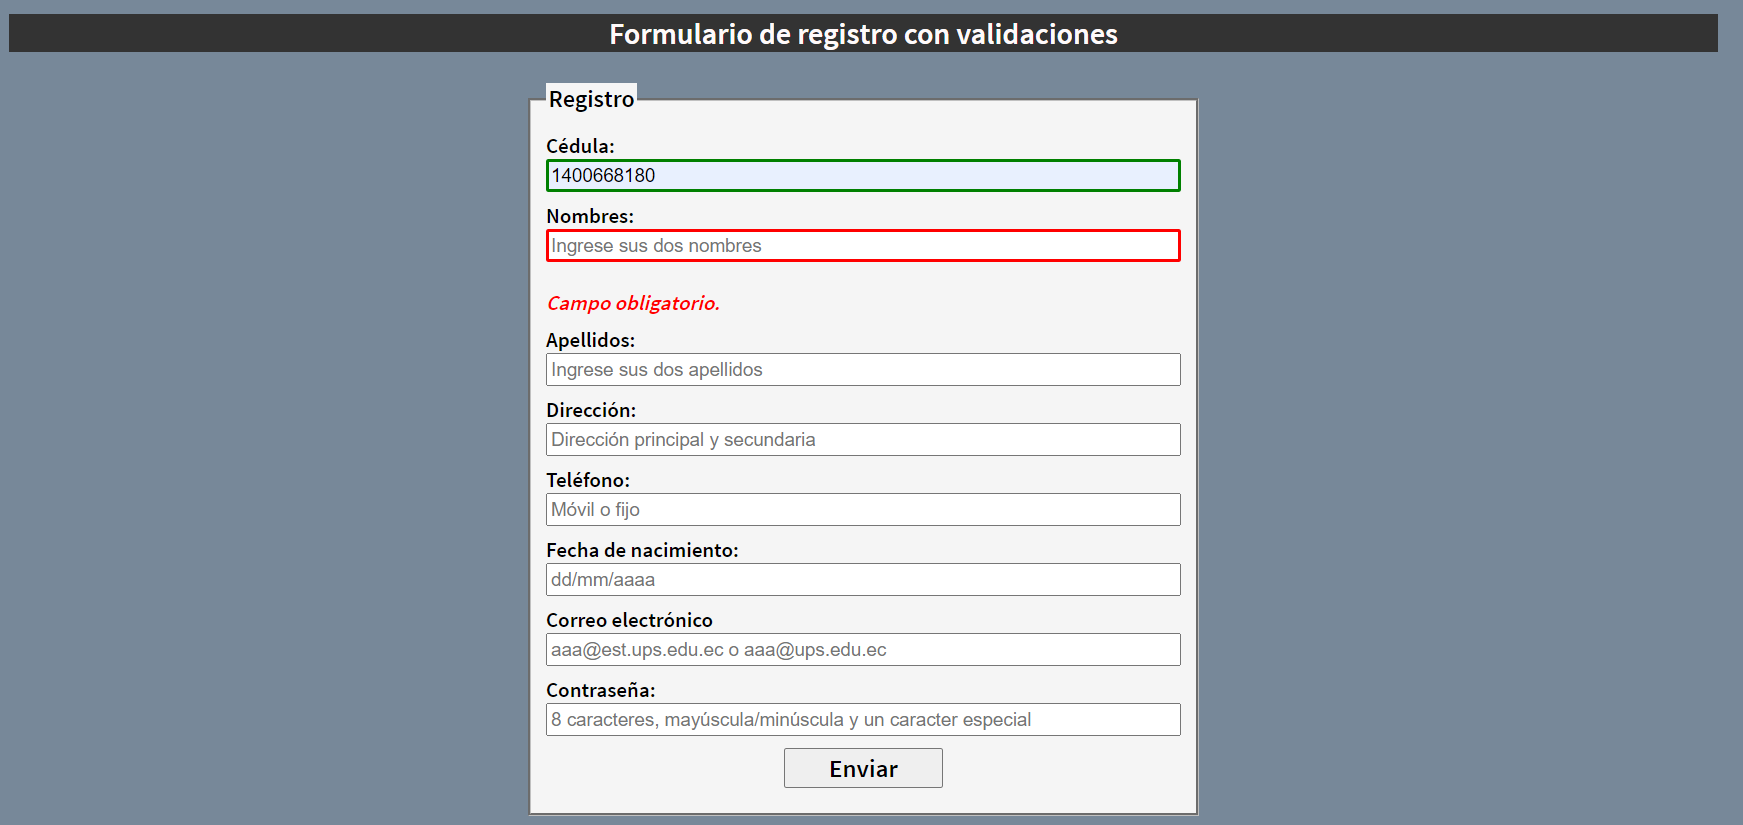 Formulario de registro con validaciones
Registro
Cédula:
1400668180
Nombres:
Ingrese sus dos nombres
Campo obligatorio.
Apellidos:
Ingrese sus dos apellidos
Dirección:
Dirección principal y secundaria
Teléfono:
Móvil o fijo
Fecha de nacimiento:
dd/mm/aaaa
Correo electrónico
aaa@est.ups.edu.ec o aaa@ups.edu.ec
Contraseña:
8 caracteres, mayúscula/minúscula y un caracter especial
Enviar